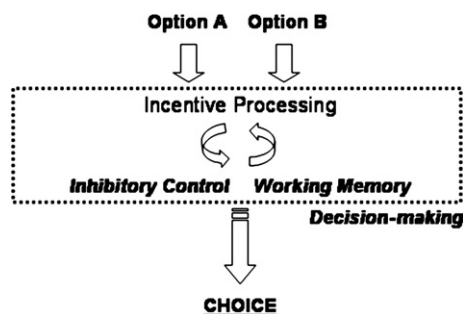 Option A Option B
Incentive Processing
Inhibitory Control Working Memory
Decision-making
CHOICE